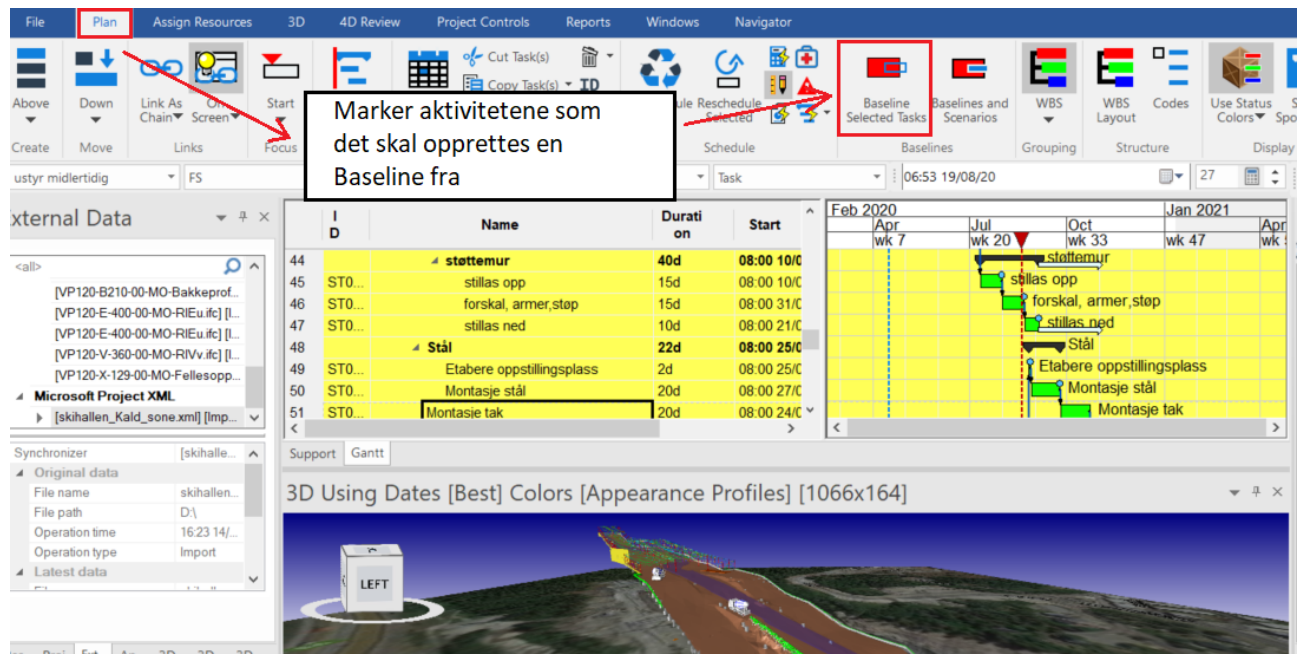 File Plan Assign Resources 3D 4D Review Project Controls Reports Windows Navigator
Cut Task(s)
Copy Task(s) ID
Above Down Link As Chain On Screen Start
Reschedule Selected
Baseline Selected Tasks
Baselines and Scenarios
WBS
WBS Layout
Codes
Use Status Colors
Create Move Links Focus Schedule Baselines Grouping Structure Display
Marker aktivitetene som
det skal opprettes en
Baseline fra
ustyr midlertidig FS Task 06:53 19/08/20 27
xternal Data
<all>
[VP120-B210-00-MO-Bakkeprof...
[VP120-E-400-00-MO-RIEu.ifc] [I...
[VP120-E-400-00-MO-RIEu.ifc] [I...
[VP120-V-360-00-MO-RIVv.ifc] [I...
[VP120-X-129-00-MO-Fellesopp...
Microsoft Project XML
[skihallen_Kald_sone.xml] [Imp...
Synchronizer [skihalle...
Original data
File name skihallen...
File path D:\
Operation time 16:23 14/...
Operation type Import
Latest data
ID Name Duration Start
44 støttemur 40d 08:00 10/0
45 ST0... stillas opp 15d 08:00 10/0
46 ST0... forskal, armer,støp 15d 08:00 31/0
47 ST0... stillas ned 10d 08:00 21/0
48 Stål 22d 08:00 25/0
49 ST0... Etabere oppstillingsplass 2d 08:00 25/0
50 ST0... Montasje stål 20d 08:00 27/0
51 ST0... Montasje tak 20d 08:00 24/0
Feb 2020 Jan 2021
Apr Jul Oct Apr
wk 7 wk 20 wk 33 wk 47 wk
støttemur
stillas opp
forskal, armer,støp
stillas ned
Stål
Etabere oppstillingsplass
Montasje stål
Montasje tak
Support Gantt
3D Using Dates [Best] Colors [Appearance Profiles] [1066x164]
LEFT